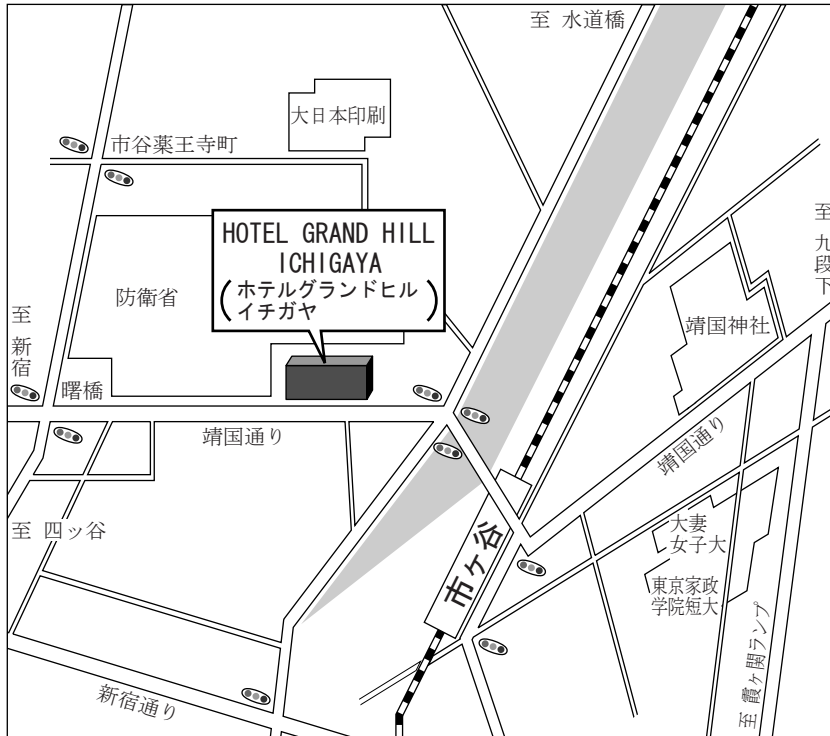 至 水道橋
大日本印刷
市谷薬王寺町
至 九段下
HOTEL GRAND HILL
ICHIGAYA
(ホテルグランドヒル
イチガヤ)
防衛省
靖国神社
至 新宿
曙橋
靖国通り
靖国通り
至 四ッ谷
市ヶ谷
大妻
女子大
東京家政
学院短大
新宿通り
至 霞ヶ関ランプ